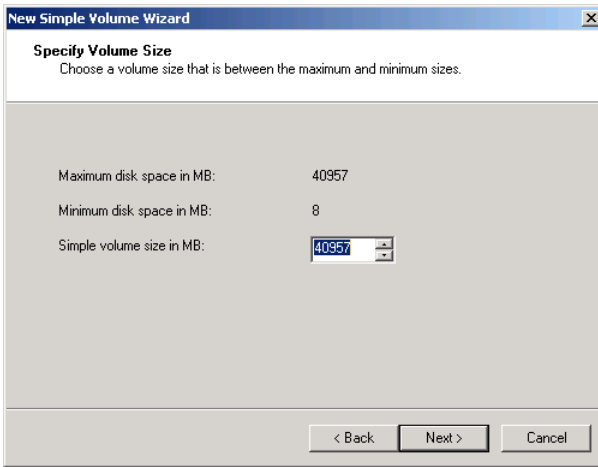 New Simple Volume Wizard
Specify Volume Size
Choose a volume size that is between the maximum and minimum sizes.
Maximum disk space in MB: 40957
Minimum disk space in MB: 8
Simple volume size in MB: 40957
< Back Next > Cancel